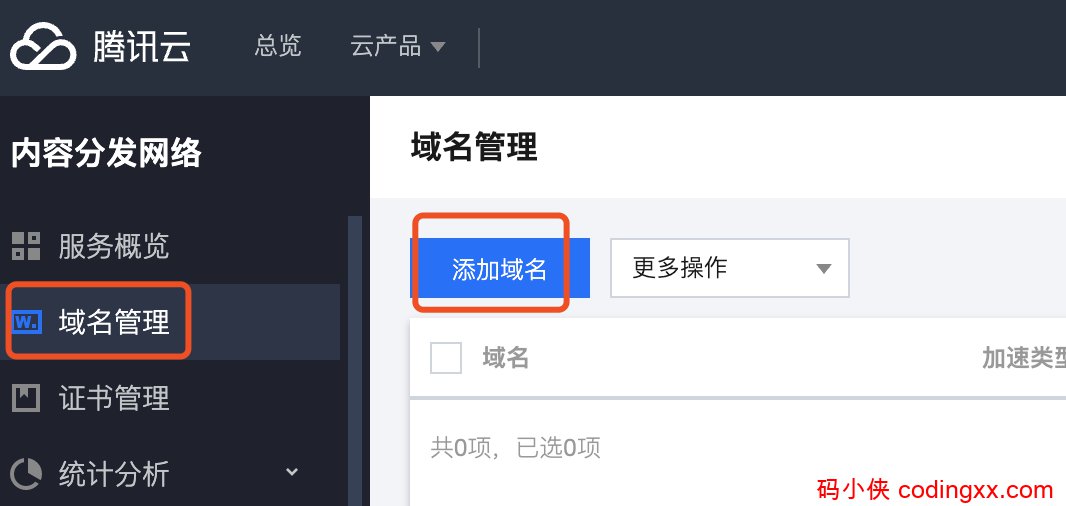 腾讯云 总览 云产品
内容分发网络
域名管理
服务概览
添加域名 更多操作
W. 域名管理
域名 加速类型
证书管理
共0项，已选0项
统计分析
码小侠 codingxx.com